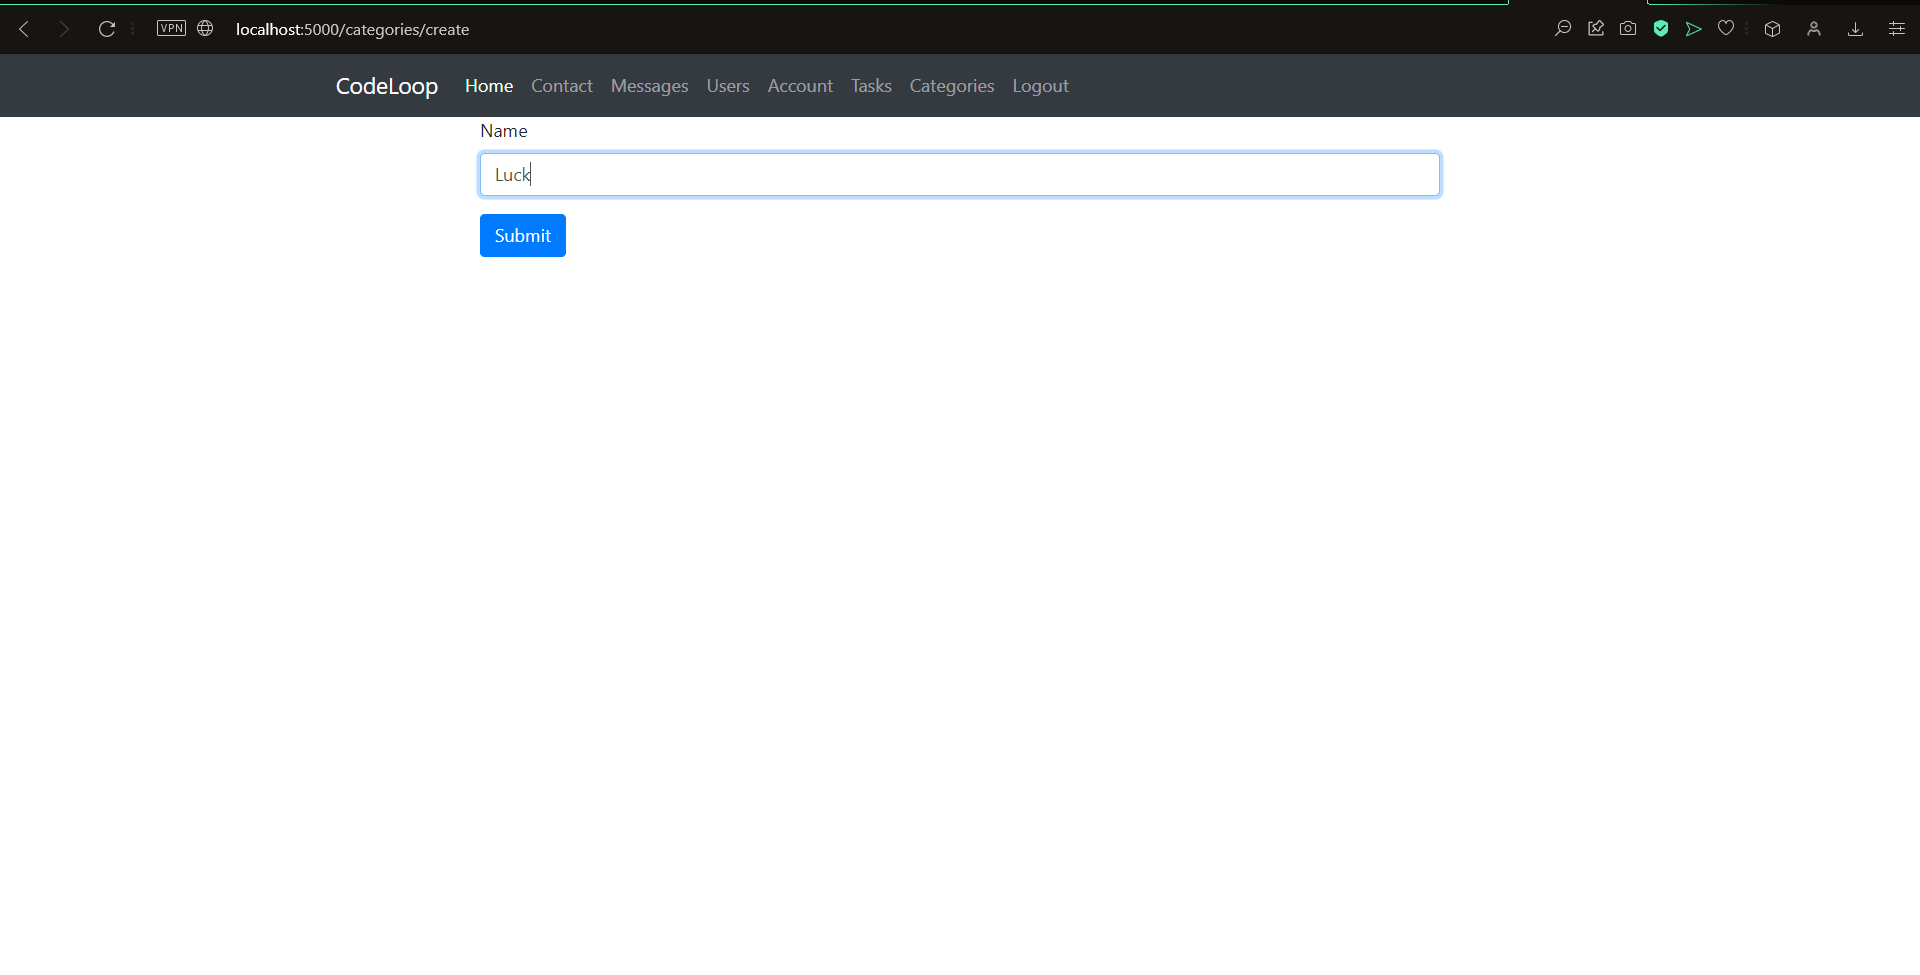 VPN localhost:5000/categories/create
CodeLoop Home Contact Messages Users Account Tasks Categories Logout
Name
Luck
Submit